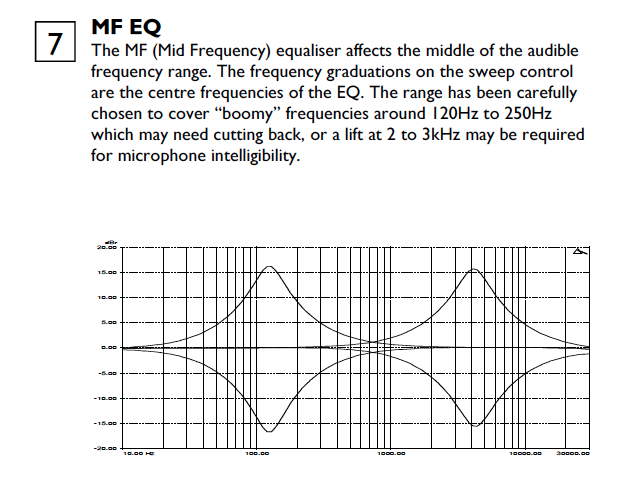 7
MF EQ
The MF (Mid Frequency) equaliser affects the middle of the audible
frequency range. The frequency graduations on the sweep control
are the centre frequencies of the EQ. The range has been carefully
chosen to cover “boomy” frequencies around 120Hz to 250Hz
which may need cutting back, or a lift at 2 to 3kHz may be required
for microphone intelligibility.
20.00
15.00
10.00
5.00
0.00
-5.00
-10.00
-15.00
-20.00
10.00 HZ 100.00 1000.00 10000.00 30000.00